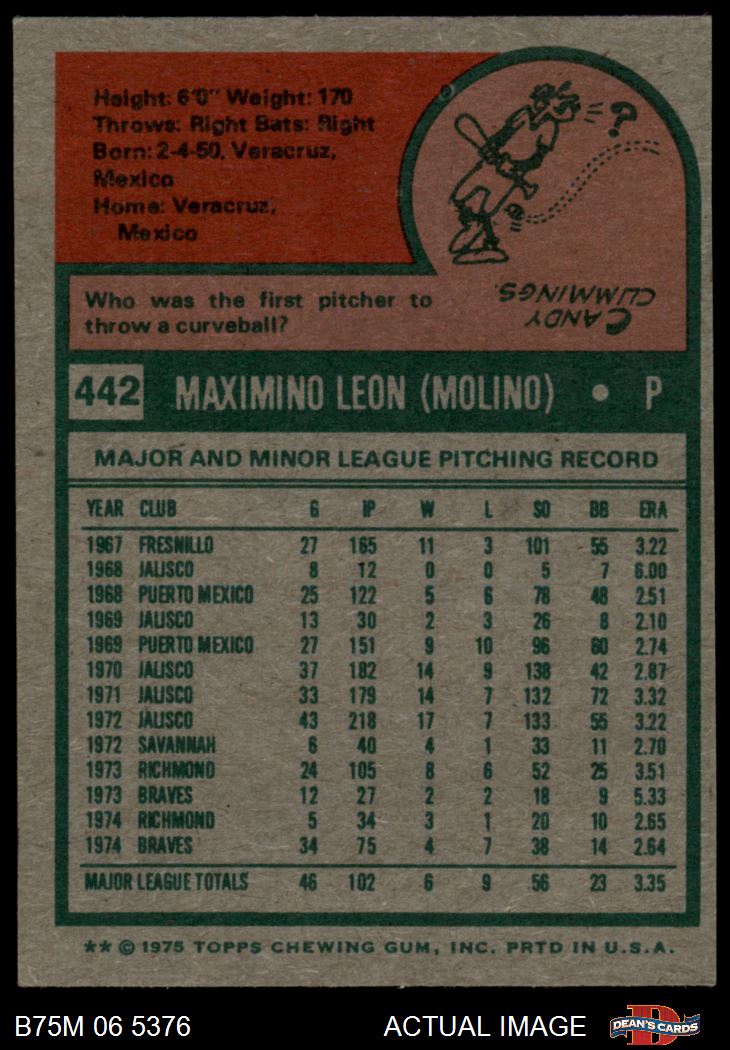 Height: 6'0" Weight: 170
Throws: Right Bats: Right
Born: 2-4-50, Veracruz,
Mexico
Home: Veracruz,
Mexico
?
Who was the first pitcher to
throw a curveball?
CANDY
CUMMINGS.
442 MAXIMINO LEON (MOLINO) • P
MAJOR AND MINOR LEAGUE PITCHING RECORD
YEAR CLUB G IP W L SO BB ERA
1967 FRESNILLO 27 165 11 3 101 55 3.22
1968 JALISCO 8 12 0 0 5 7 6.00
1968 PUERTO MEXICO 25 122 5 6 78 48 2.51
1969 JALISCO 13 30 2 3 26 8 2.10
1969 PUERTO MEXICO 27 151 9 10 96 60 2.74
1970 JALISCO 37 182 14 9 138 42 2.87
1971 JALISCO 33 179 14 7 132 72 3.32
1972 JALISCO 43 218 17 7 133 55 3.22
1972 SAVANNAH 6 40 4 1 33 11 2.70
1973 RICHMOND 24 105 8 6 52 25 3.51
1973 BRAVES 12 27 2 2 18 9 5.33
1974 RICHMOND 5 34 3 1 20 10 2.65
1974 BRAVES 34 75 4 7 38 14 2.64
MAJOR LEAGUE TOTALS 46 102 6 9 56 23 3.35
** © 1975 TOPPS CHEWING GUM, INC. PRTD IN U.S.A.
B75M 06 5376 ACTUAL IMAGE DEAN'S CARDS